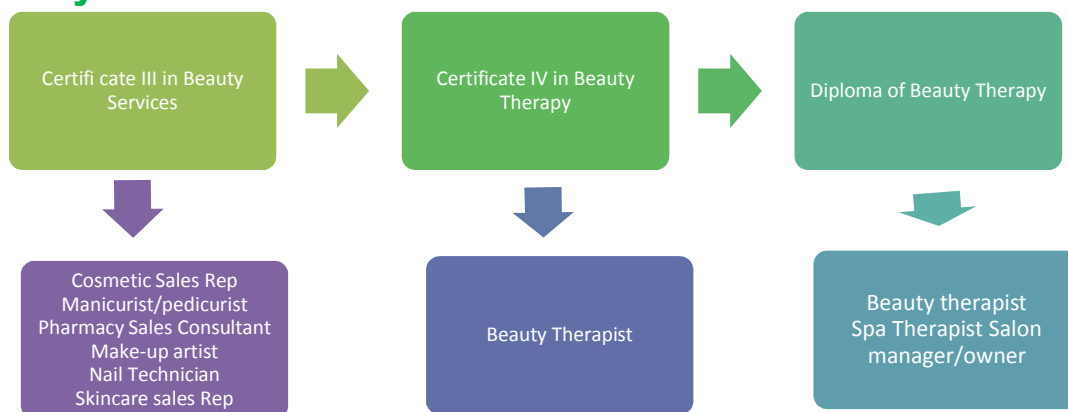 Certifi cate III in Beauty
Services
Certificate IV in Beauty
Therapy
Diploma of Beauty Therapy
Cosmetic Sales Rep
Manicurist/pedicurist
Pharmacy Sales Consultant
Make-up artist
Nail Technician
Skincare sales Rep
Beauty Therapist
Beauty therapist
Spa Therapist Salon
manager/owner